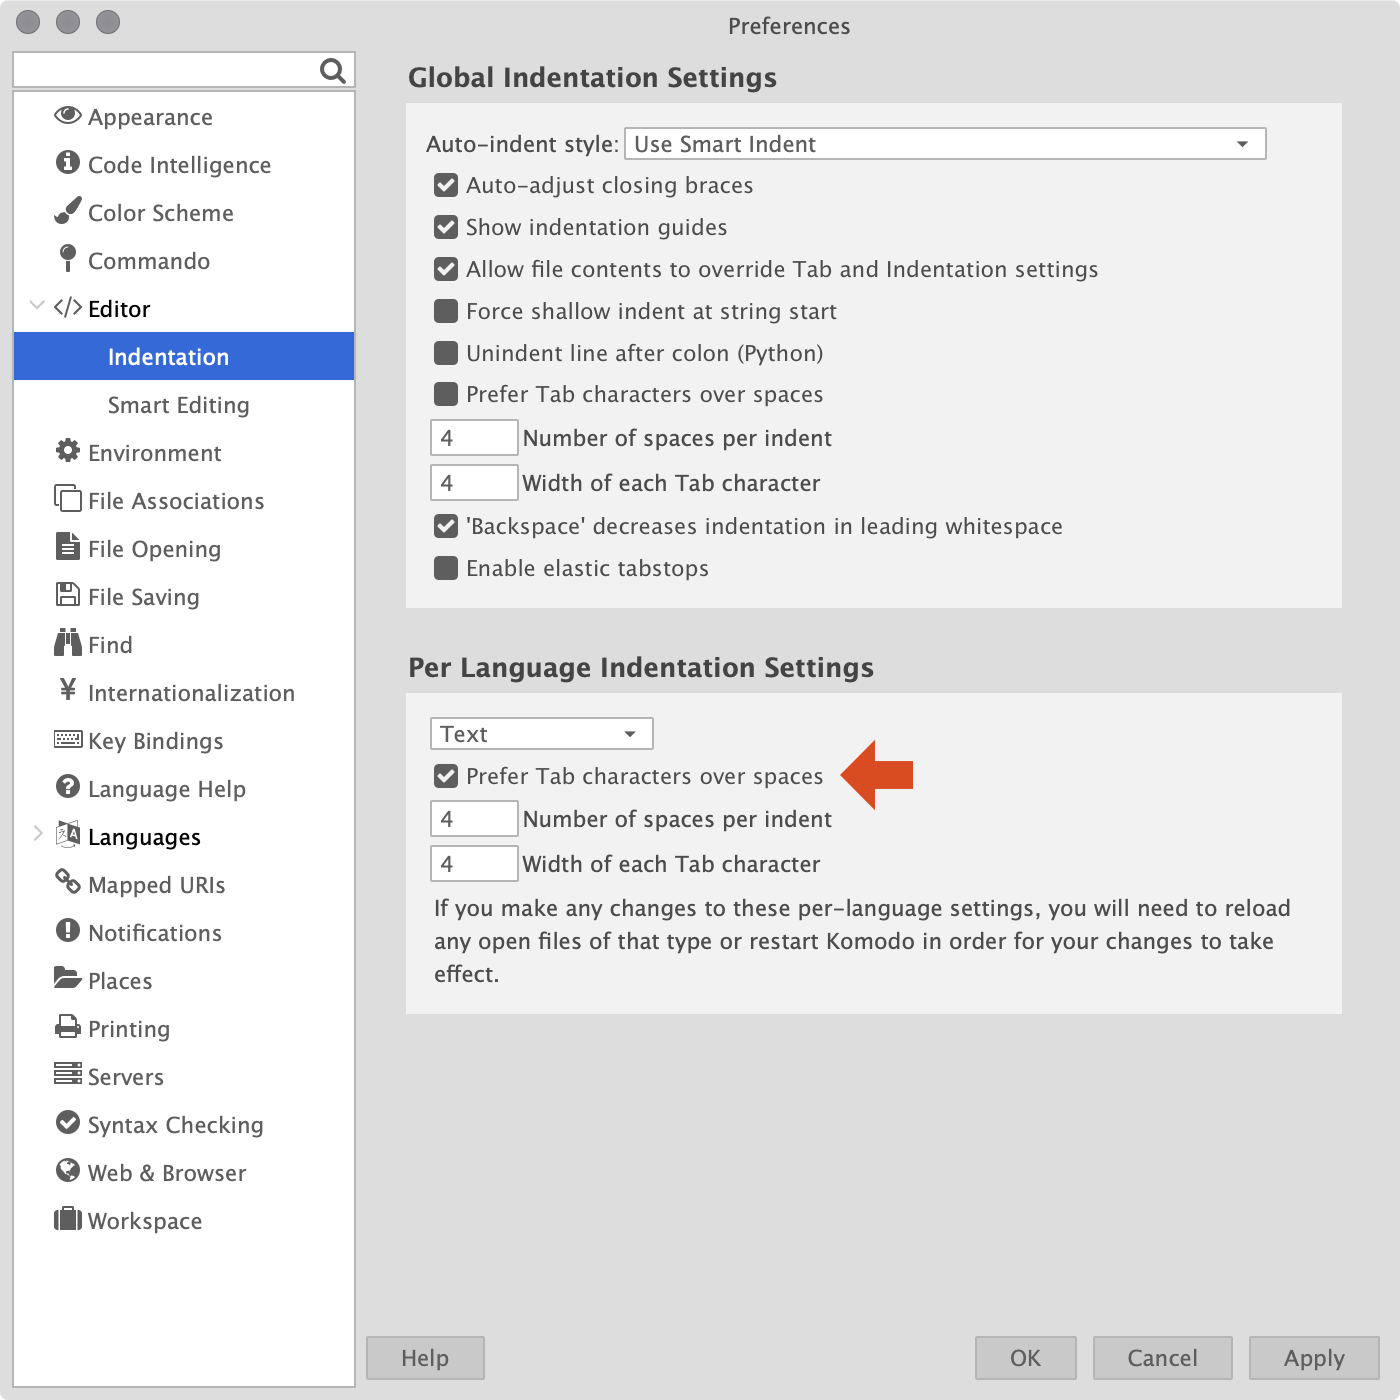 Preferences
Appearance
Code Intelligence
Color Scheme
Commando
Editor
Indentation
Smart Editing
Environment
File Associations
File Opening
File Saving
Find
Internationalization
Key Bindings
Language Help
Languages
Mapped URIs
Notifications
Places
Printing
Servers
Syntax Checking
Web & Browser
Workspace
Global Indentation Settings
Auto-indent style: Use Smart Indent
Auto-adjust closing braces
Show indentation guides
Allow file contents to override Tab and Indentation settings
Force shallow indent at string start
Unindent line after colon (Python)
Prefer Tab characters over spaces
4 Number of spaces per indent
4 Width of each Tab character
'Backspace' decreases indentation in leading whitespace
Enable elastic tabstops
Per Language Indentation Settings
Text
Prefer Tab characters over spaces
4 Number of spaces per indent
4 Width of each Tab character
If you make any changes to these per-language settings, you will need to reload
any open files of that type or restart Komodo in order for your changes to take
effect.
Help
OK
Cancel
Apply